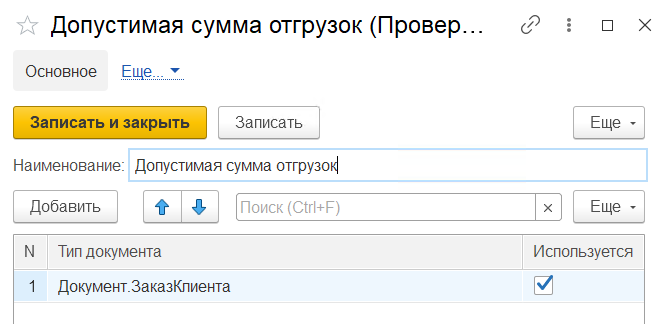 Допустимая сумма отгрузок (Провер...
Основное Еще...
Записать и закрыть Записать Еще
Наименование: Допустимая сумма отгрузок
Добавить Поиск (Ctrl+F) × Еще
N Тип документа Используется
1 Документ.ЗаказКлиента